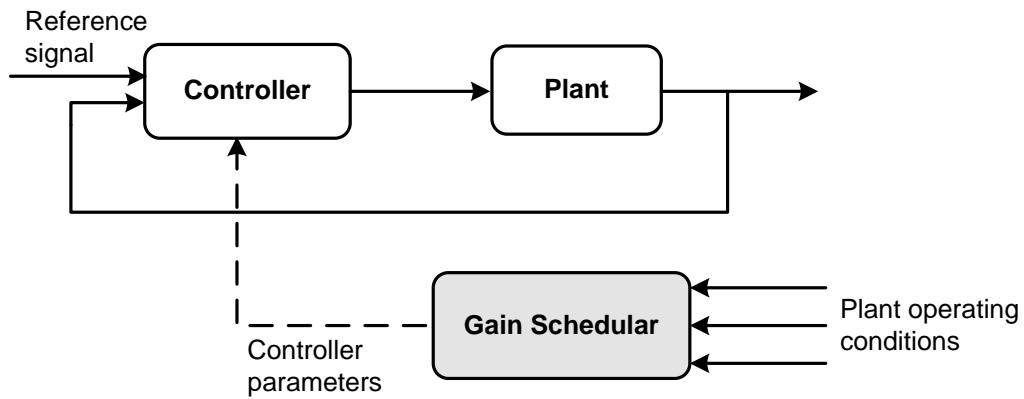 Reference
signal
Controller
Plant
Gain Schedular
Plant operating
conditions
Controller
parameters